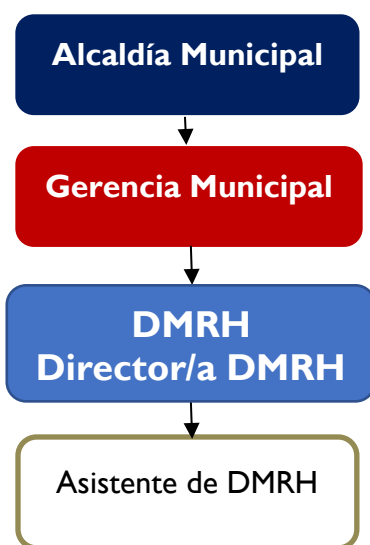 Alcaldía Municipal
Gerencia Municipal
DMRH
Director/a DMRH
Asistente de DMRH